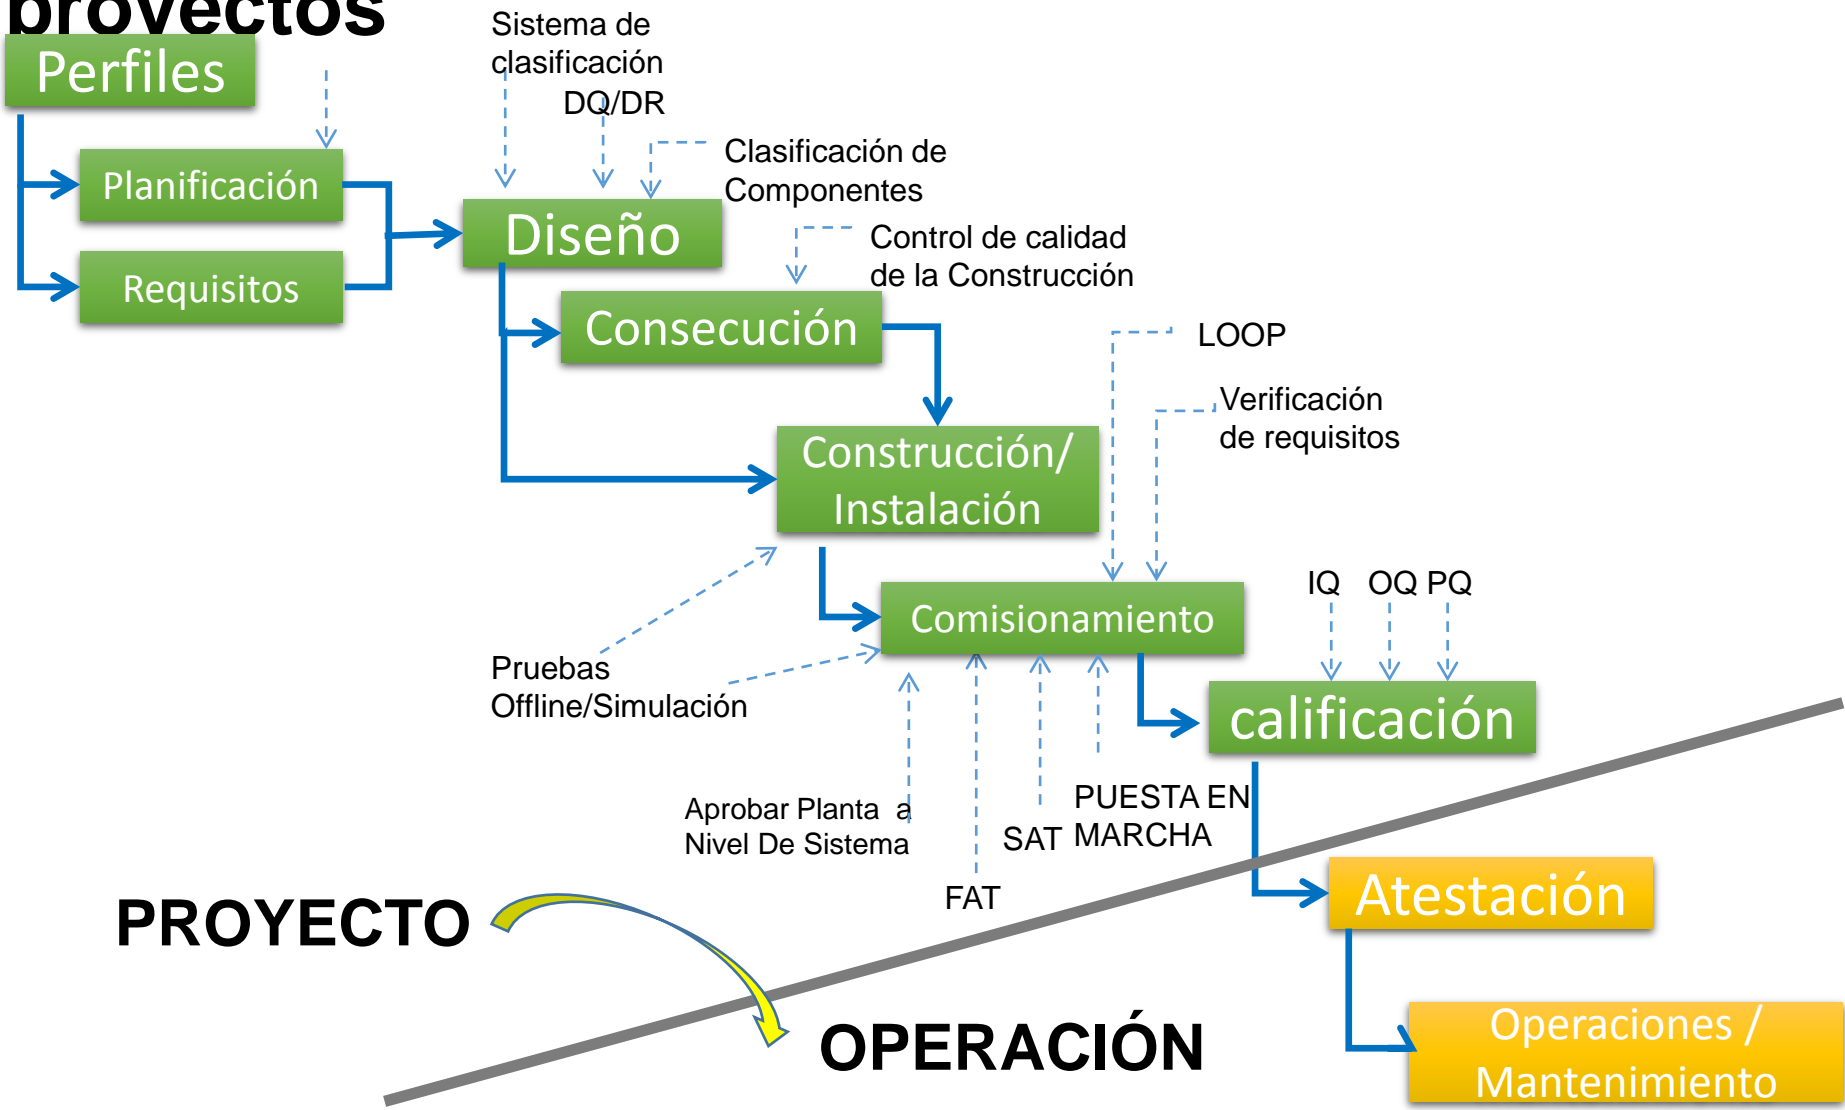 proyectos
Perfiles
Sistema de
clasificación
DQ/DR
Clasificación de
Componentes
Planificación
Diseño
Control de calidad
de la Construcción
Requisitos
Consecución
LOOP
Verificación
de requisitos
Construcción/
Instalación
IQ OQ PQ
Comisionamiento
Pruebas
Offline/Simulación
calificación
Aprobar Planta a
Nivel De Sistema
FAT
SAT
PUESTA EN
MARCHA
Atestación
PROYECTO
OPERACIÓN
Operaciones /
Mantenimiento